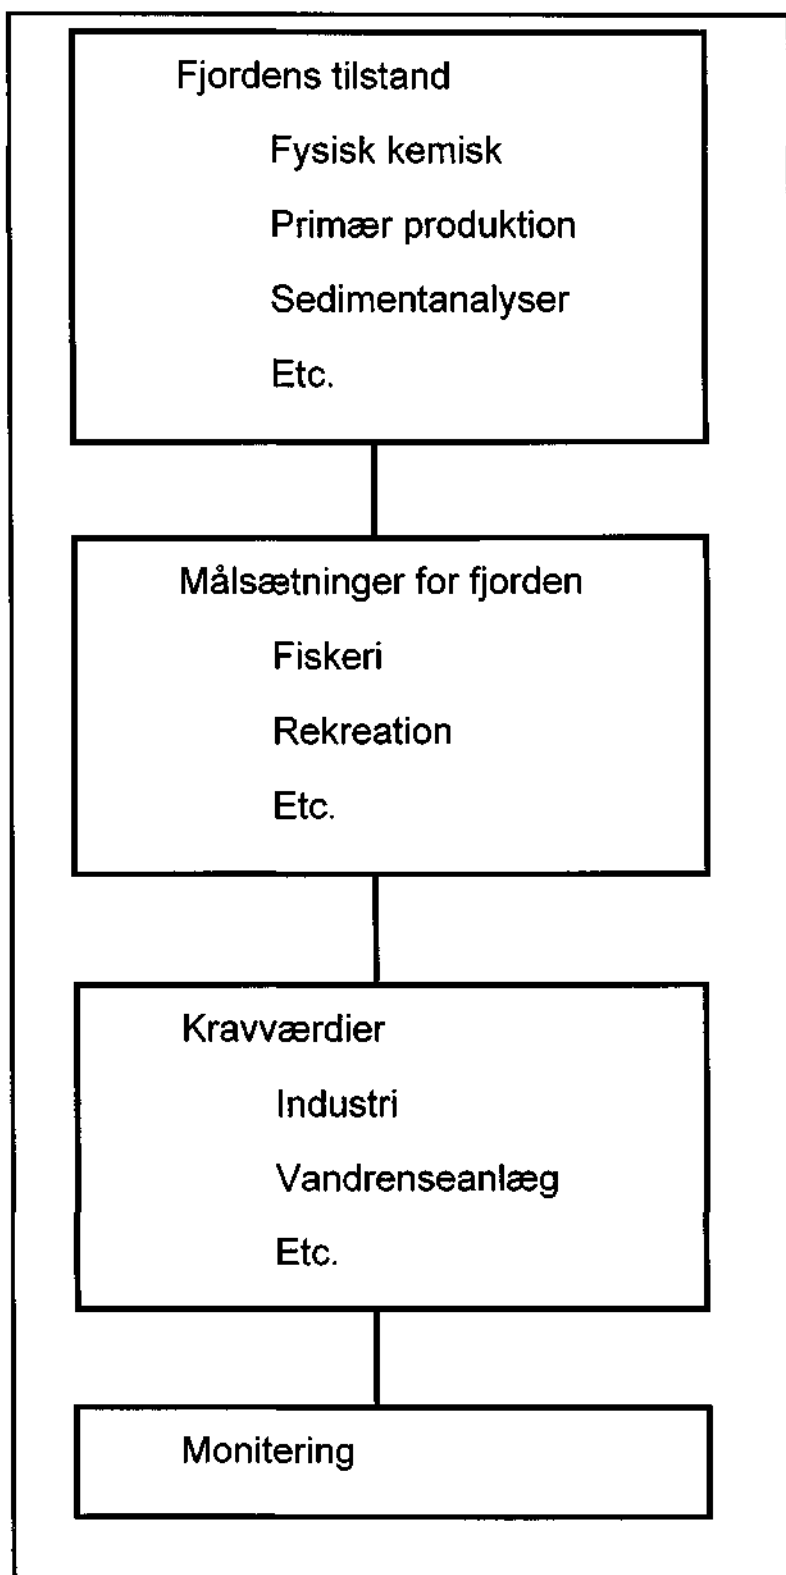 Fjordens tilstand
Fysisk kemisk
Primær produktion
Sedimentanalyser
Etc.
Målsætninger for fjorden
Fiskeri
Rekreation
Etc.
Kravværdier
Industri
Vandrenseanlæg
Etc.
Monitering